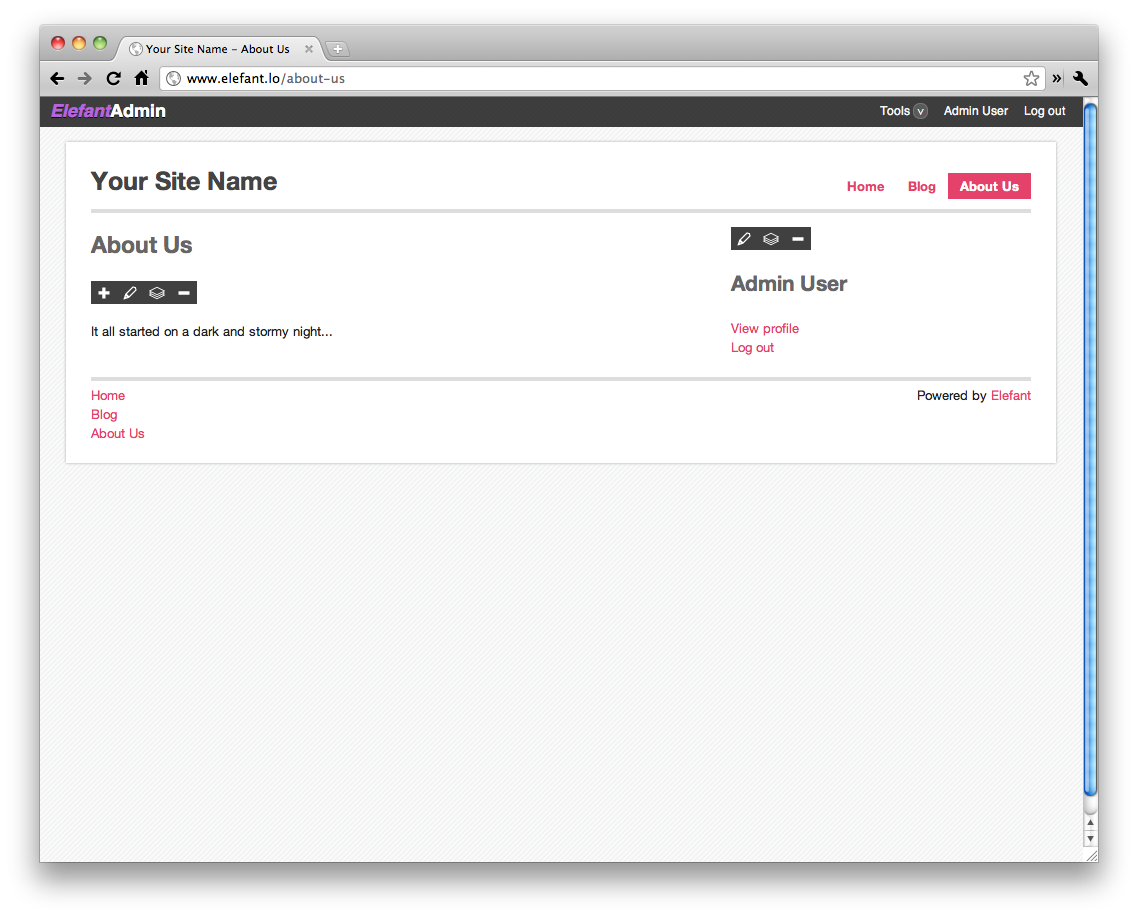 Your Site Name – About Us
www.elefant.lo/about-us
ElefantAdmin
Tools v Admin User Log out
Your Site Name
Home Blog About Us
About Us
It all started on a dark and stormy night...
Admin User
View profile
Log out
Home
Blog
About Us
Powered by Elefant